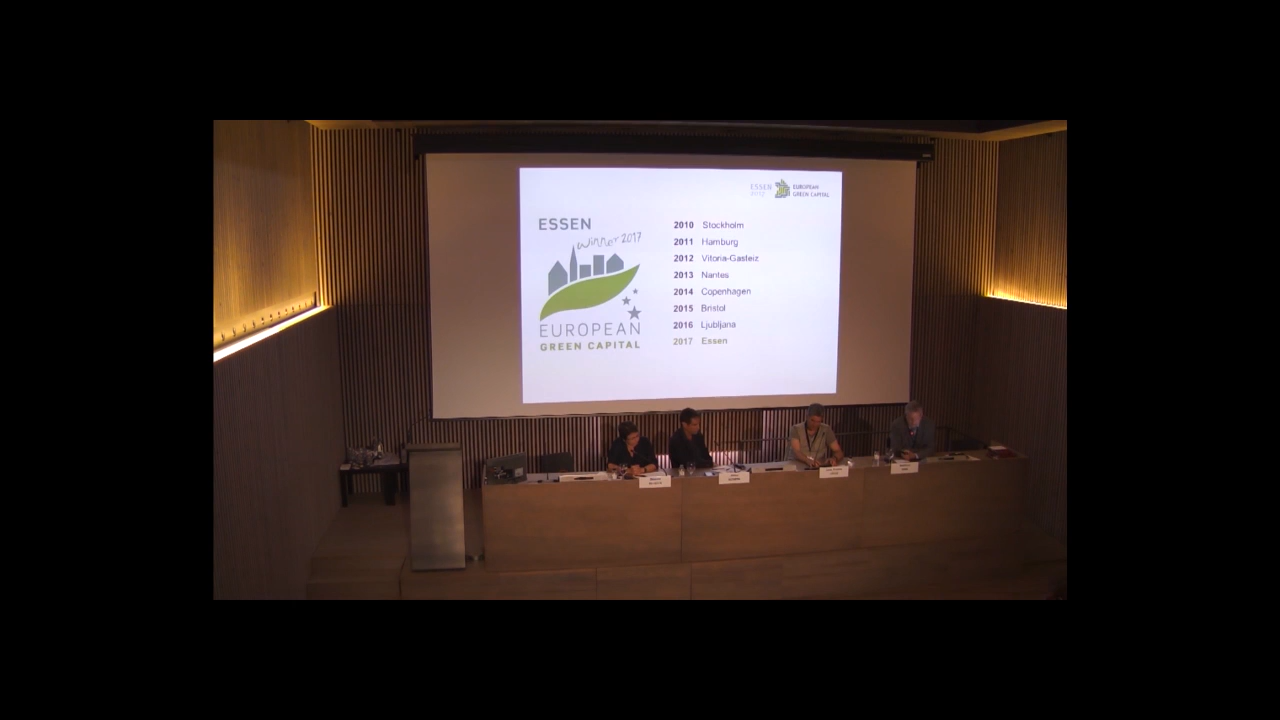 ESSEN
2017
EUROPEAN
GREEN CAPITAL
ESSEN
winner 2017
EUROPEAN
GREEN CAPITAL
2010 Stockholm
2011 Hamburg
2012 Vitoria-Gasteiz
2013 Nantes
2014 Copenhagen
2015 Bristol
2016 Ljubljana
2017 Essen